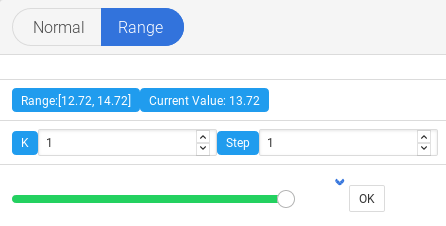 Normal Range
Range:[12.72, 14.72] Current Value: 13.72
K 1 Step 1
OK